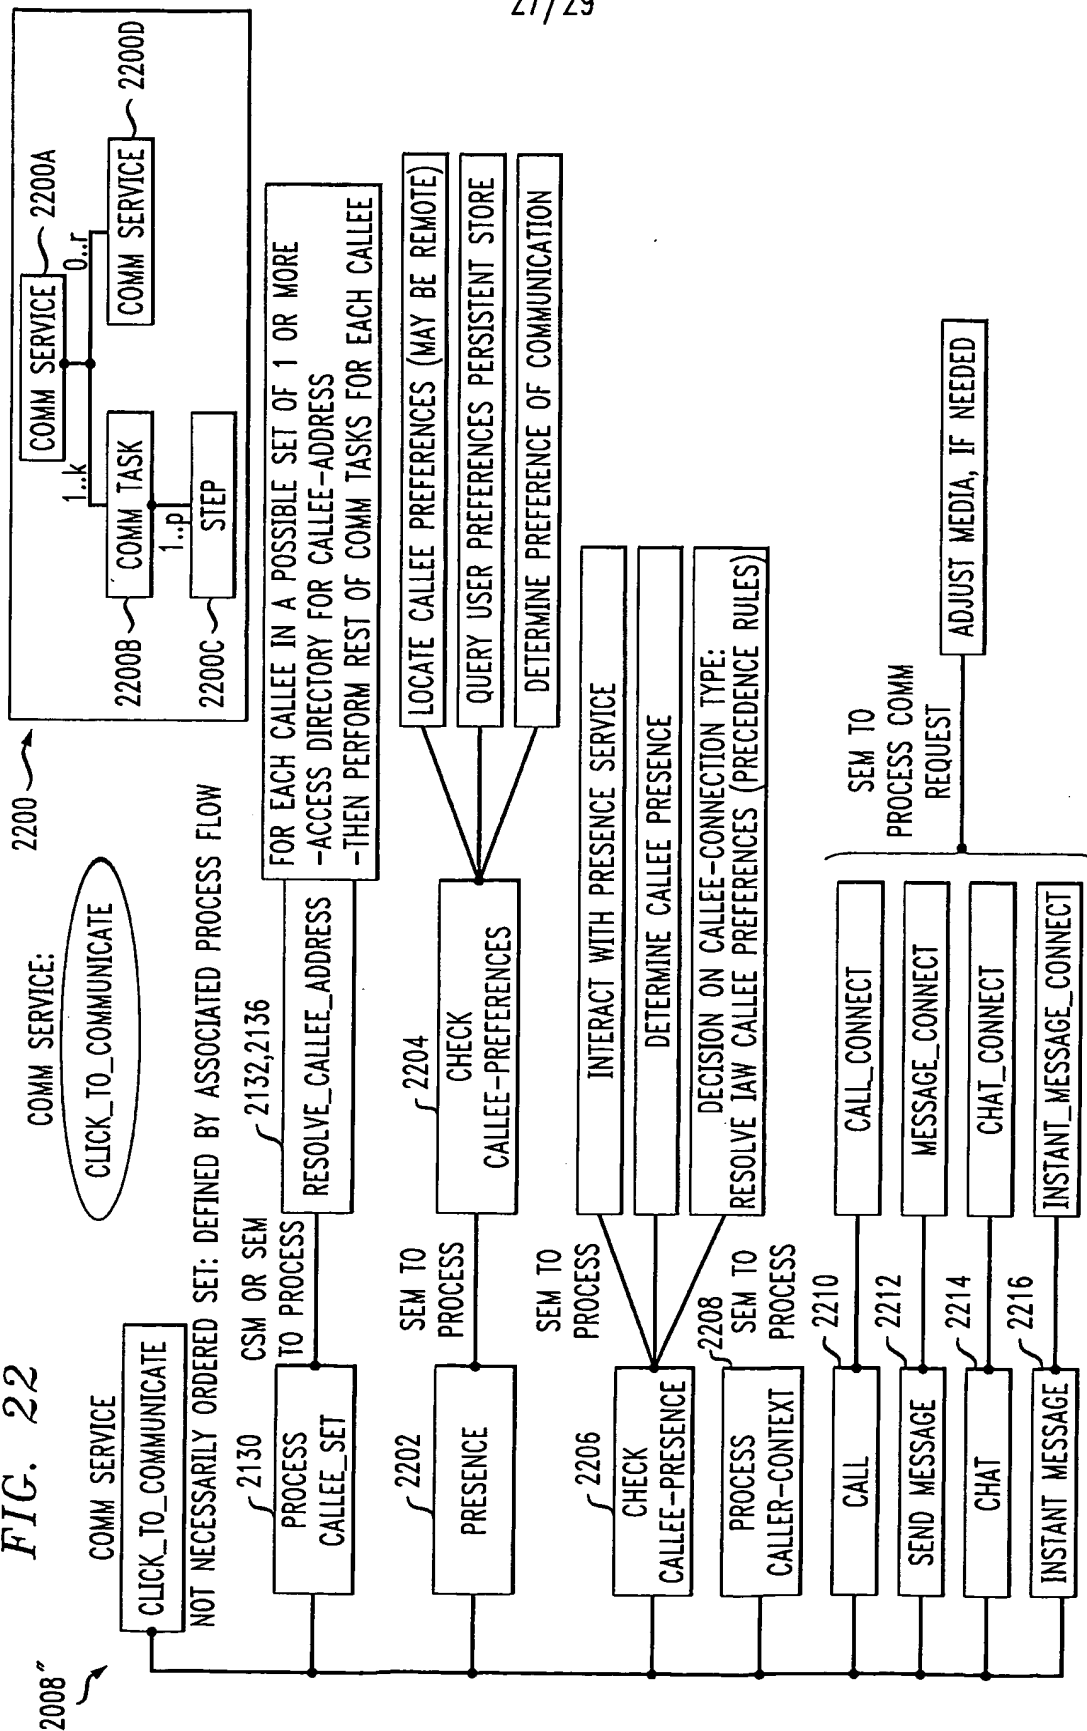 27/29
FIG. 22
2008"
COMM SERVICE
CLICK_TO_COMMUNICATE
COMM SERVICE:
CLICK_TO_COMMUNICATE
NOT NECESSARILY ORDERED SET: DEFINED BY ASSOCIATED PROCESS FLOW
2200
COMM SERVICE
2200A
1..k
0..r
COMM TASK
2200B
COMM SERVICE
2200D
1..p
STEP
2200C
2130
PROCESS
CALLEE_SET
CSM OR SEM
TO PROCESS
2132,2136
RESOLVE_CALLEE_ADDRESS
FOR EACH CALLEE IN A POSSIBLE SET OF 1 OR MORE
-ACCESS DIRECTORY FOR CALLEE-ADDRESS
-THEN PERFORM REST OF COMM TASKS FOR EACH CALLEE
2202
PRESENCE
SEM TO
PROCESS
2204
CHECK
CALLEE-PREFERENCES
LOCATE CALLEE PREFERENCES (MAY BE REMOTE)
QUERY USER PREFERENCES PERSISTENT STORE
DETERMINE PREFERENCE OF COMMUNICATION
2206
CHECK
CALLEE-PRESENCE
SEM TO
PROCESS
INTERACT WITH PRESENCE SERVICE
DETERMINE CALLEE PRESENCE
DECISION ON CALLEE-CONNECTION TYPE:
RESOLVE IAW CALLEE PREFERENCES (PRECEDENCE RULES)
2208
PROCESS
CALLER-CONTEXT
SEM TO
PROCESS
2210
CALL
CALL_CONNECT
2212
SEND MESSAGE
MESSAGE_CONNECT
2214
CHAT
CHAT_CONNECT
2216
INSTANT MESSAGE
INSTANT_MESSAGE_CONNECT
SEM TO
PROCESS COMM
REQUEST
ADJUST MEDIA, IF NEEDED